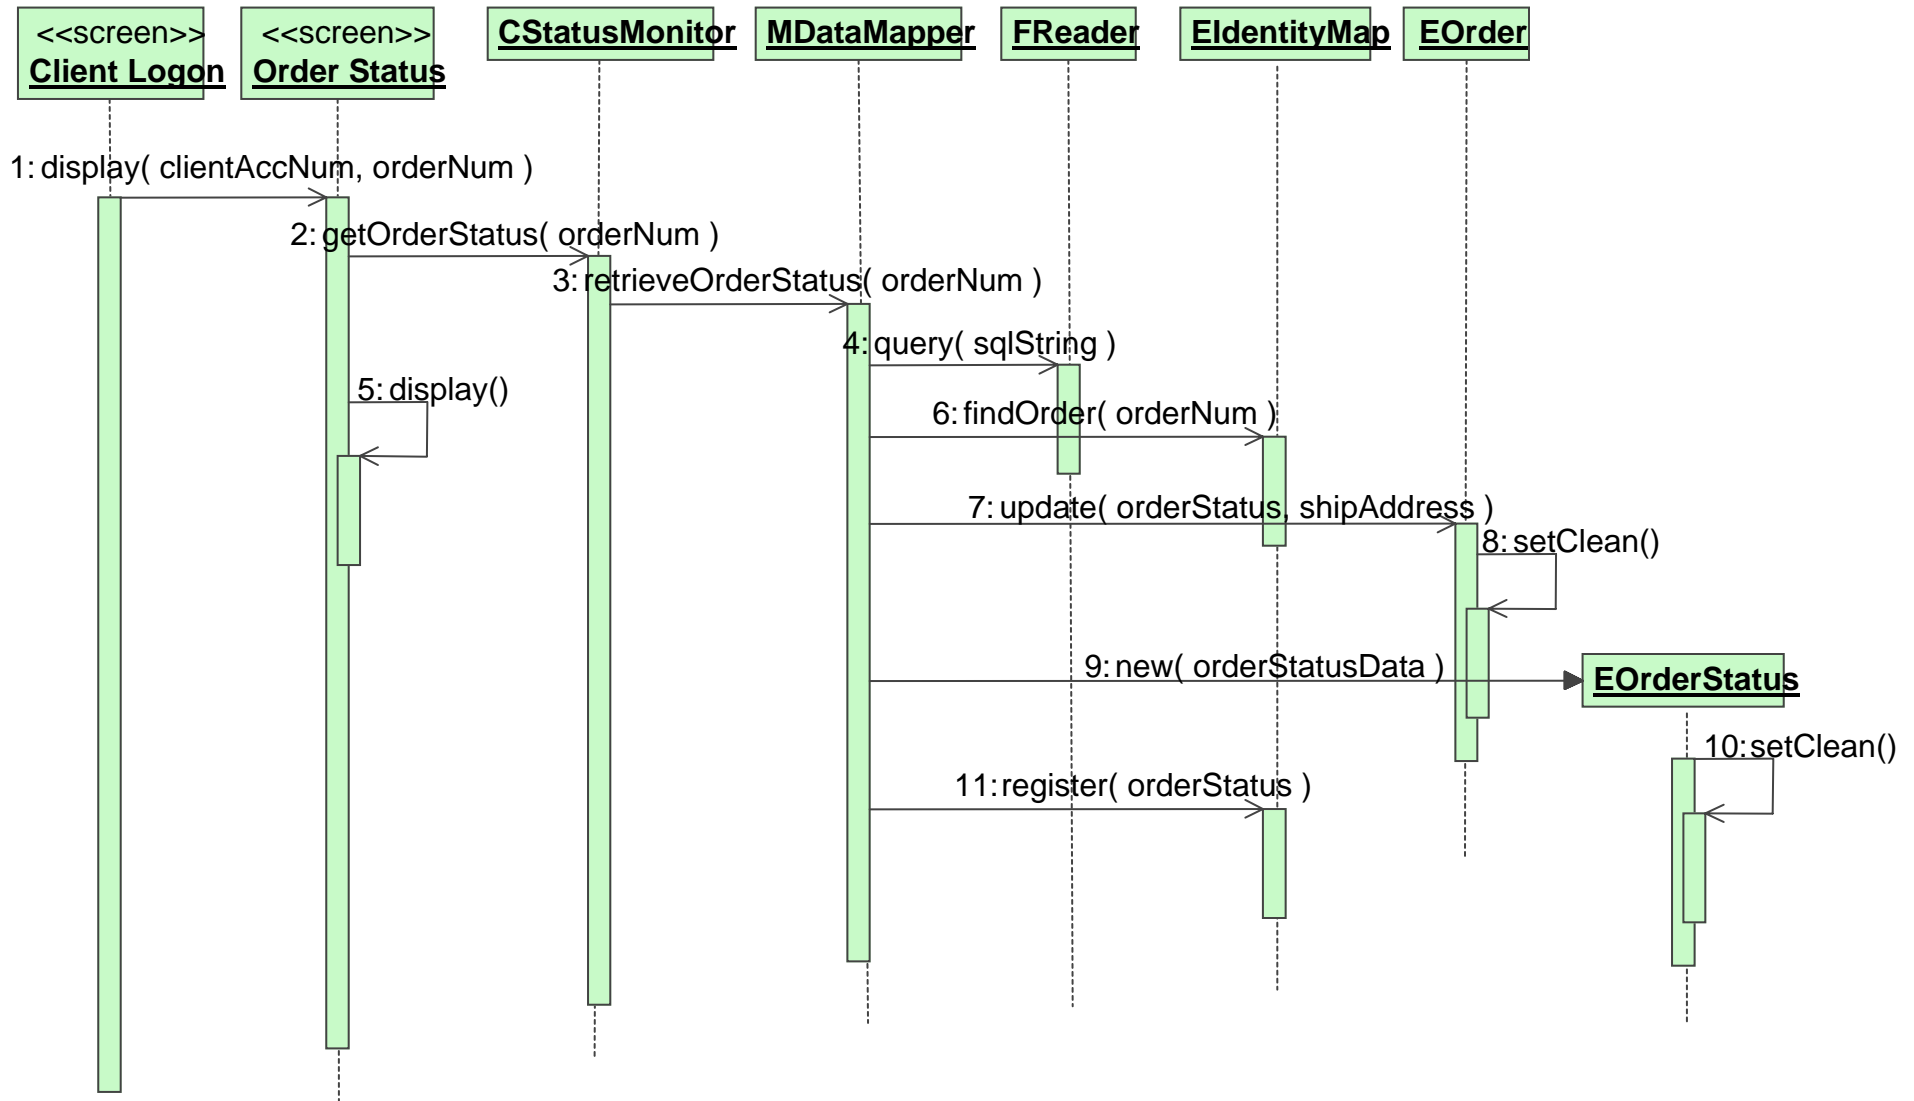 <<screen>>
Client Logon
<<screen>>
Order Status
CStatusMonitor
MDataMapper
FReader
EIdentityMap
EOrder
1: display( clientAccNum, orderNum )
2: getOrderStatus( orderNum )
3: retrieveOrderStatus( orderNum )
4: query( sqlString )
5: display()
6: findOrder( orderNum )
7: update( orderStatus, shipAddress )
8: setClean()
9: new( orderStatusData )
EOrderStatus
10: setClean()
11: register( orderStatus )